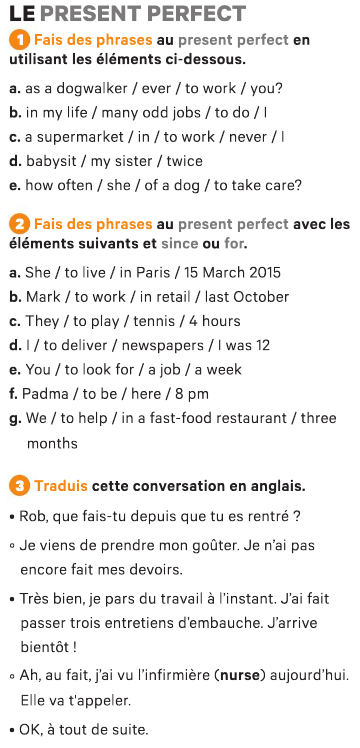 LE PRESENT PERFECT
1 Fais des phrases au present perfect en
utilisant les éléments ci-dessous.
a. as a dogwalker / ever / to work / you?
b. in my life / many odd jobs / to do / I
c. a supermarket / in / to work / never / I
d. babysit / my sister / twice
e. how often / she / of a dog / to take care?
2 Fais des phrases au present perfect avec les
éléments suivants et since ou for.
a. She / to live / in Paris / 15 March 2015
b. Mark / to work / in retail / last October
c. They / to play / tennis / 4 hours
d. I / to deliver / newspapers / I was 12
e. You / to look for / a job / a week
f. Padma / to be / here / 8 pm
g. We / to help / in a fast-food restaurant / three
months
3 Traduis cette conversation en anglais.
• Rob, que fais-tu depuis que tu es rentré ?
◦ Je viens de prendre mon goûter. Je n'ai pas
encore fait mes devoirs.
• Très bien, je pars du travail à l'instant. J'ai fait
passer trois entretiens d'embauche. J'arrive
bientôt !
◦ Ah, au fait, j'ai vu l'infirmière (nurse) aujourd'hui.
Elle va t'appeler.
• OK, à tout de suite.